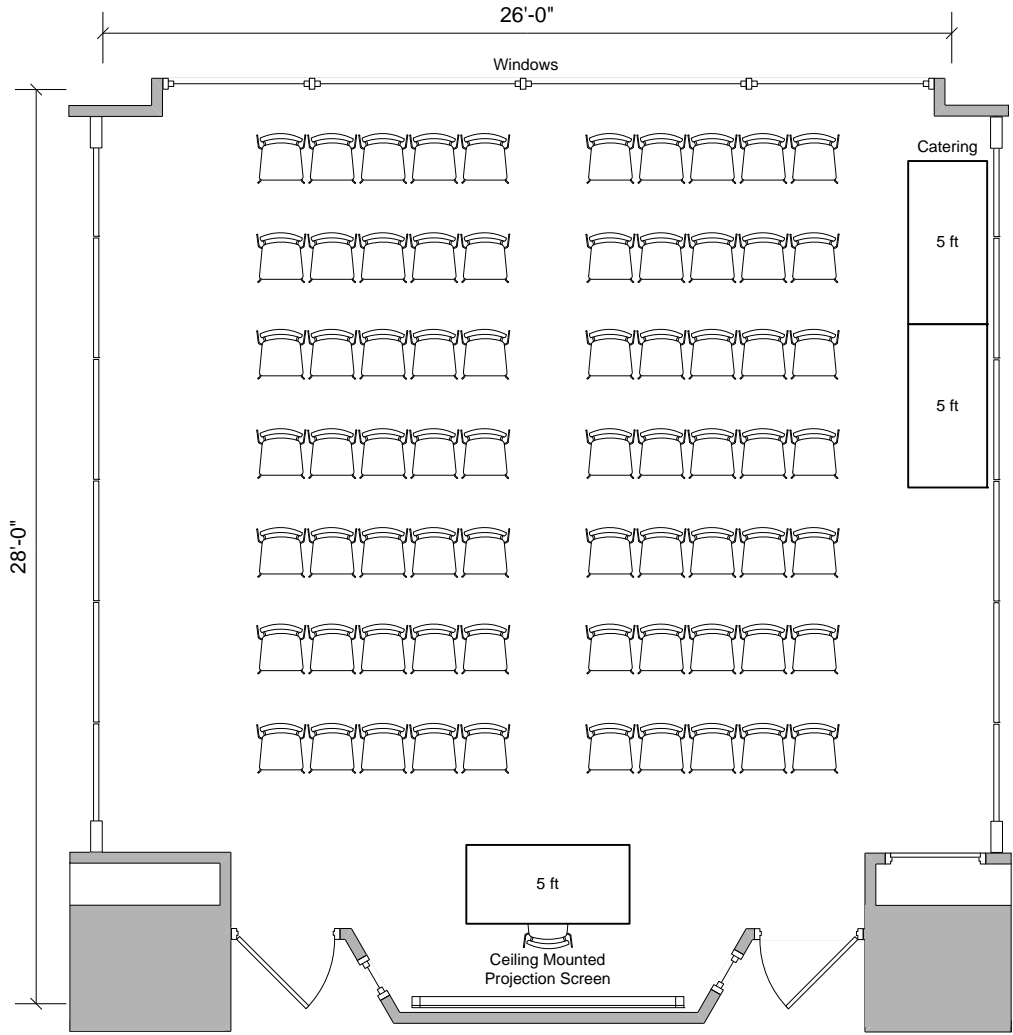 26'-0"
Windows
Catering
5 ft
5 ft
28'-0"
5 ft
Ceiling Mounted
Projection Screen